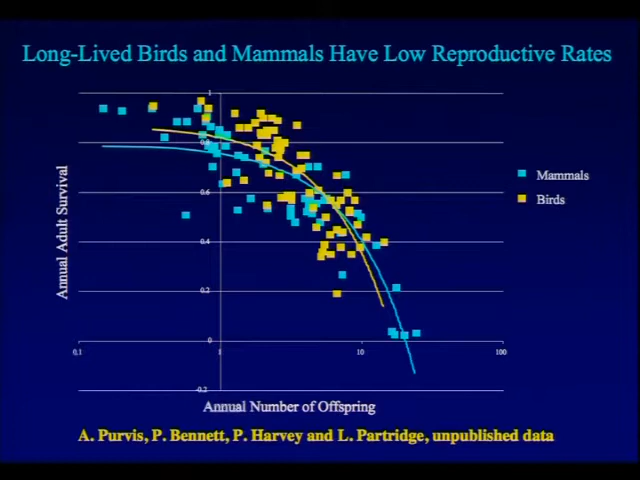 Long-Lived Birds and Mammals Have Low Reproductive Rates
1
0.8
0.6
0.4
0.2
0
-0.2
0.1
1
10
100
Annual Adult Survival
Annual Number of Offspring
Mammals
Birds
A. Purvis, P. Bennett, P. Harvey and L. Partridge, unpublished data